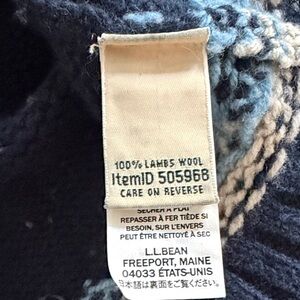 100% LAMBS WOOL
ItemID 505968
CARE ON REVERSE
SÉCHER À PLAT
REPASSER À FER TIÈDE SI
BESOIN, SUR L'ENVERS
PEUT ÊTRE NETTOYÉ À SEC
L.L.BEAN
FREEPORT, MAINE
04033 ÉTATS-UNIS
日本語は裏面をご覧ください。